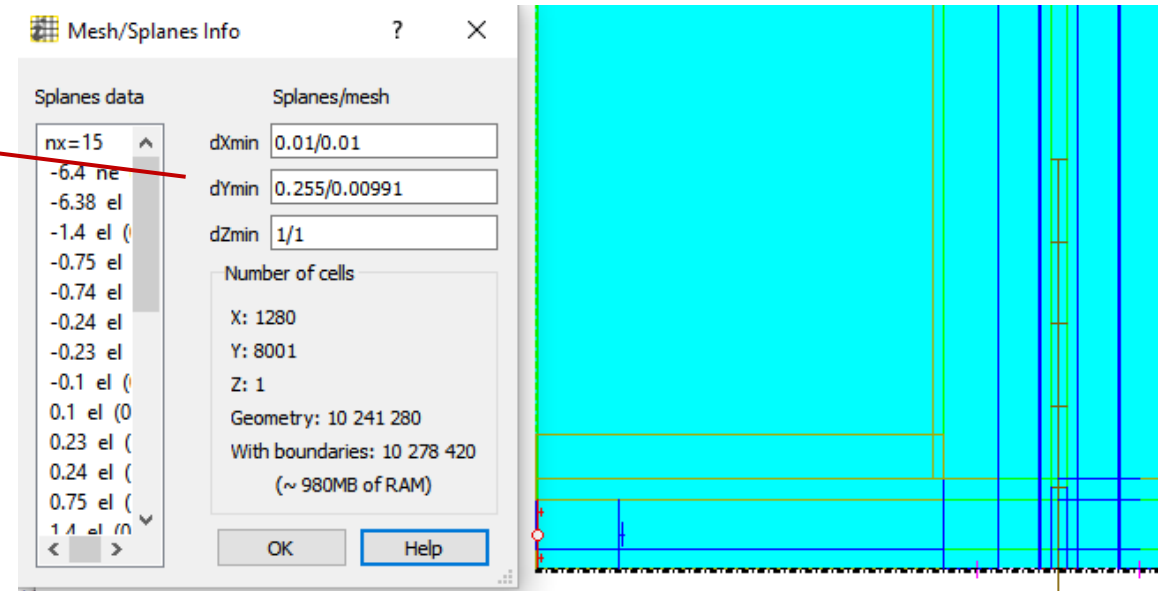 Mesh/Splanes Info
? ×
Splanes data
Splanes/mesh
nx=15
-6.4 ne
-6.38 el
-1.4 el (
-0.75 el
-0.74 el
-0.24 el
-0.23 el
-0.1 el (
0.1 el (0
0.23 el (
0.24 el (
0.75 el (
1.4 el (0
dXmin 0.01/0.01
dYmin 0.255/0.00991
dZmin 1/1
Number of cells
X: 1280
Y: 8001
Z: 1
Geometry: 10 241 280
With boundaries: 10 278 420
(~ 980MB of RAM)
OK
Help